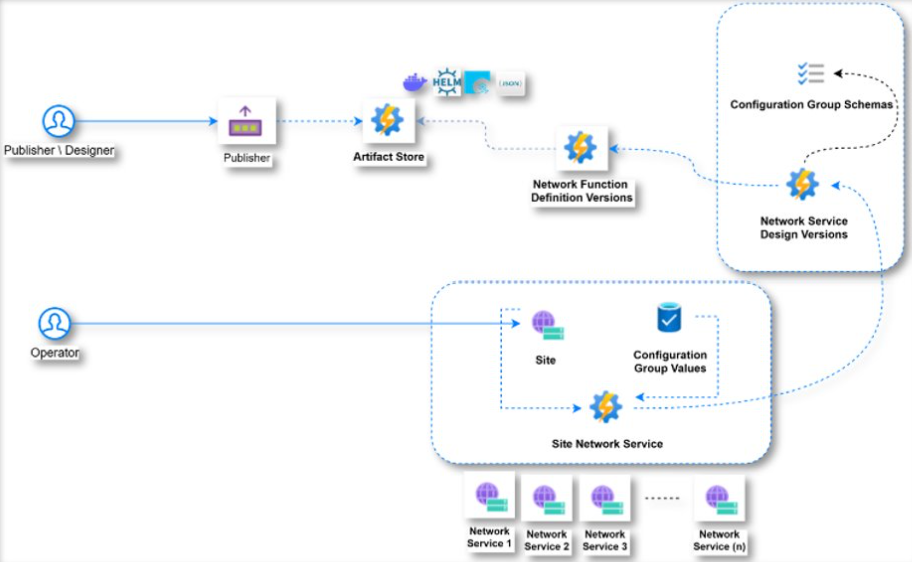 HELM
{JSON}
Configuration Group Schemas
Publisher \ Designer
Publisher
Artifact Store
Network Function
Definition Versions
Network Service
Design Versions
Operator
Site
Configuration
Group Values
Site Network Service
Network
Service 1
Network
Service 2
Network
Service 3
Network
Service (n)